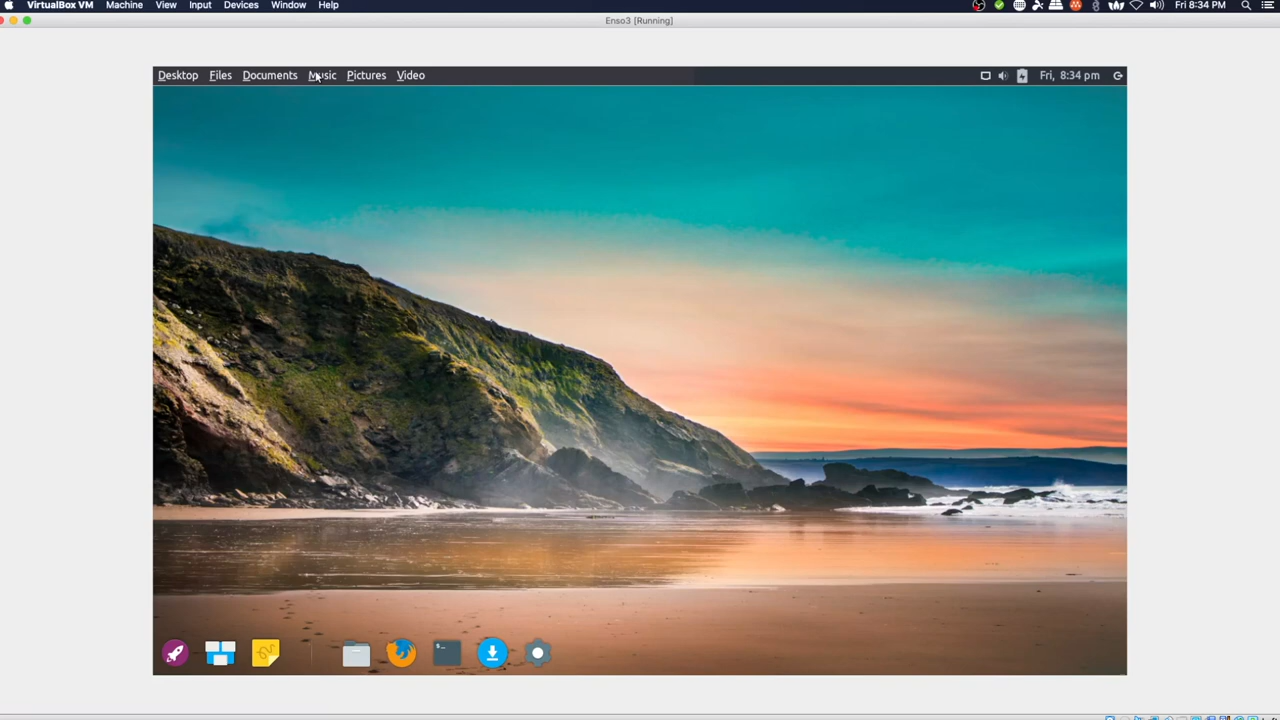 VirtualBox VM Machine View Input Devices Window Help Fri 8:34 PM
Enso3 [Running]
Desktop Files Documents Music Pictures Video Fri, 8:34 pm